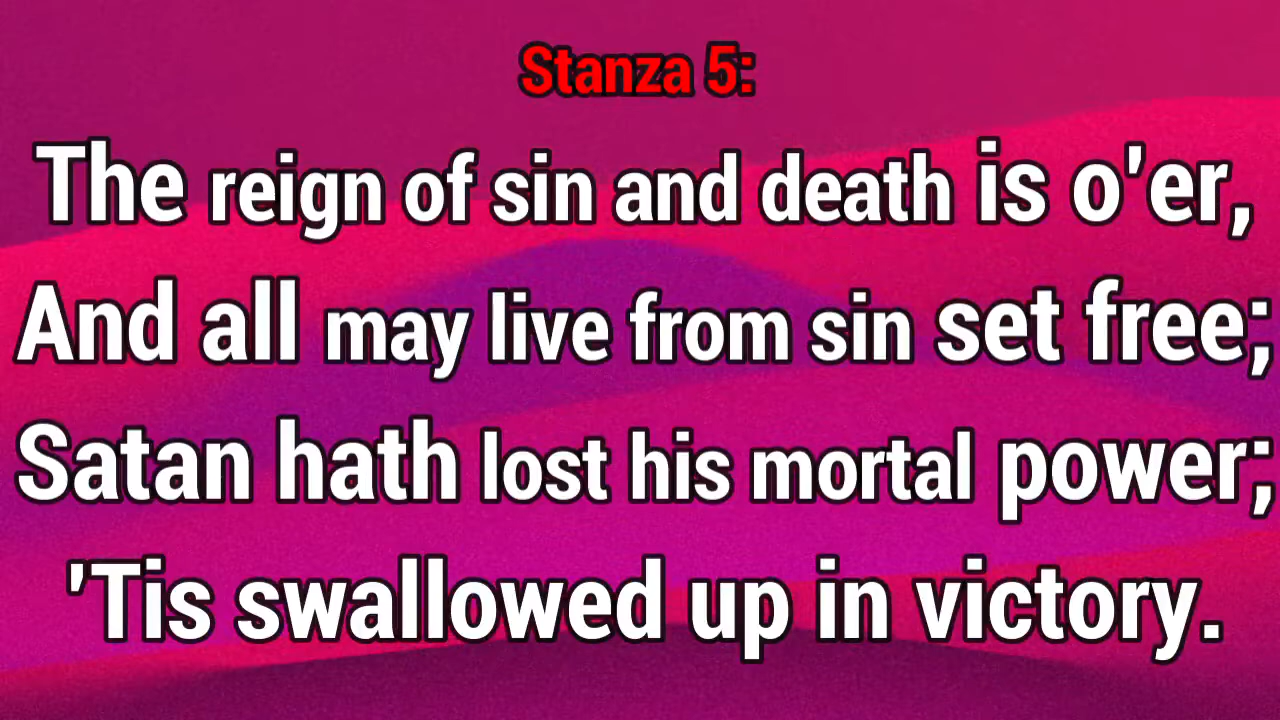 Stanza 5:
The reign of sin and death is o'er,
And all may live from sin set free;
Satan hath lost his mortal power;
'Tis swallowed up in victory.